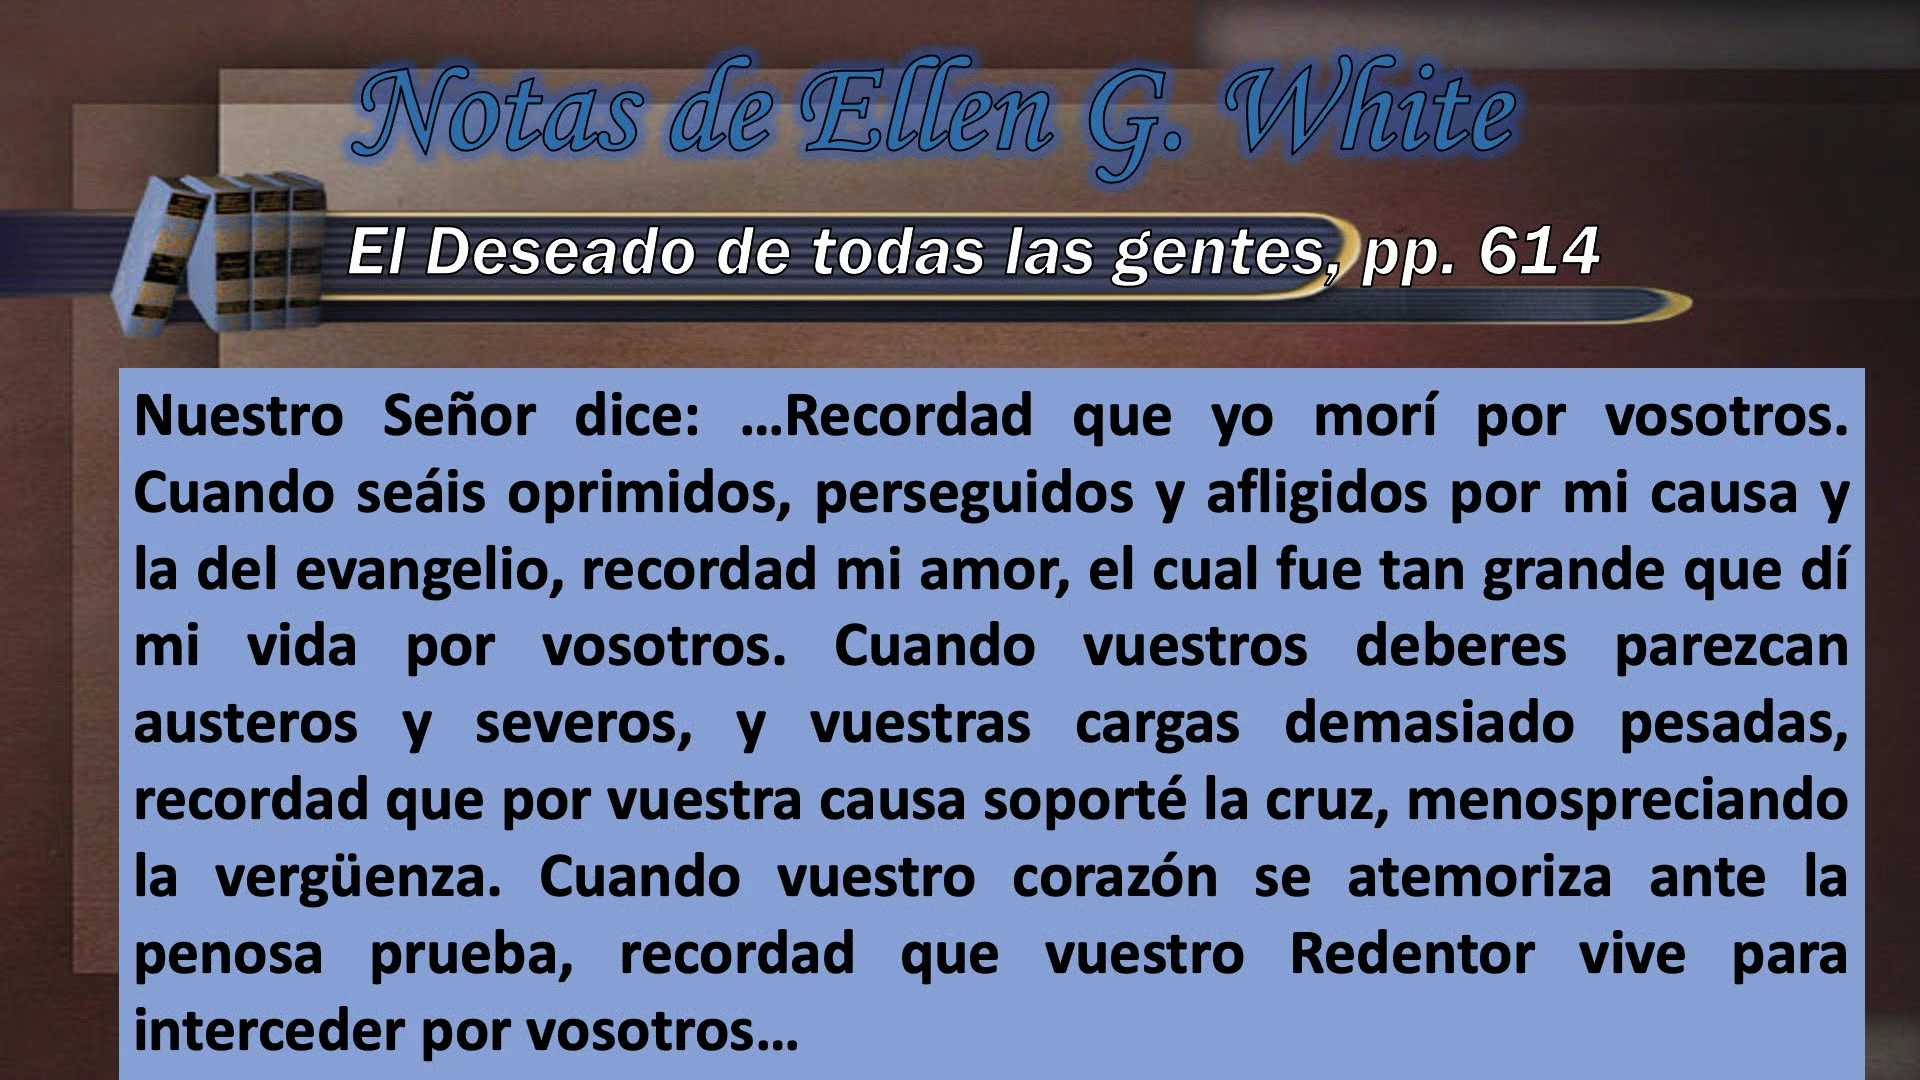 Notas de Ellen G. White
El Deseado de todas las gentes, pp. 614
Nuestro Señor dice: …Recordad que yo morí por vosotros.
Cuando seáis oprimidos, perseguidos y afligidos por mi causa y
la del evangelio, recordad mi amor, el cual fue tan grande que dí
mi vida por vosotros. Cuando vuestros deberes parezcan
austeros y severos, y vuestras cargas demasiado pesadas,
recordad que por vuestra causa soporté la cruz, menospreciando
la vergüenza. Cuando vuestro corazón se atemoriza ante la
penosa prueba, recordad que vuestro Redentor vive para
interceder por vosotros…